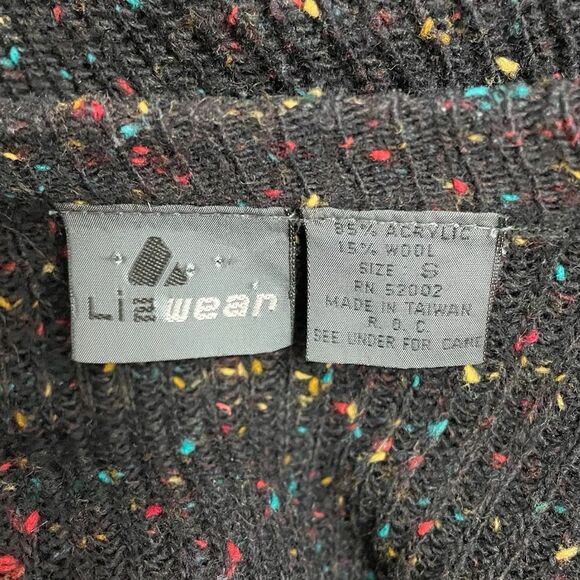 Lizwear
85% ACRYLIC
15% WOOL
SIZE: S
RN 52002
MADE IN TAIWAN
R. O. C.
SEE UNDER FOR CARE